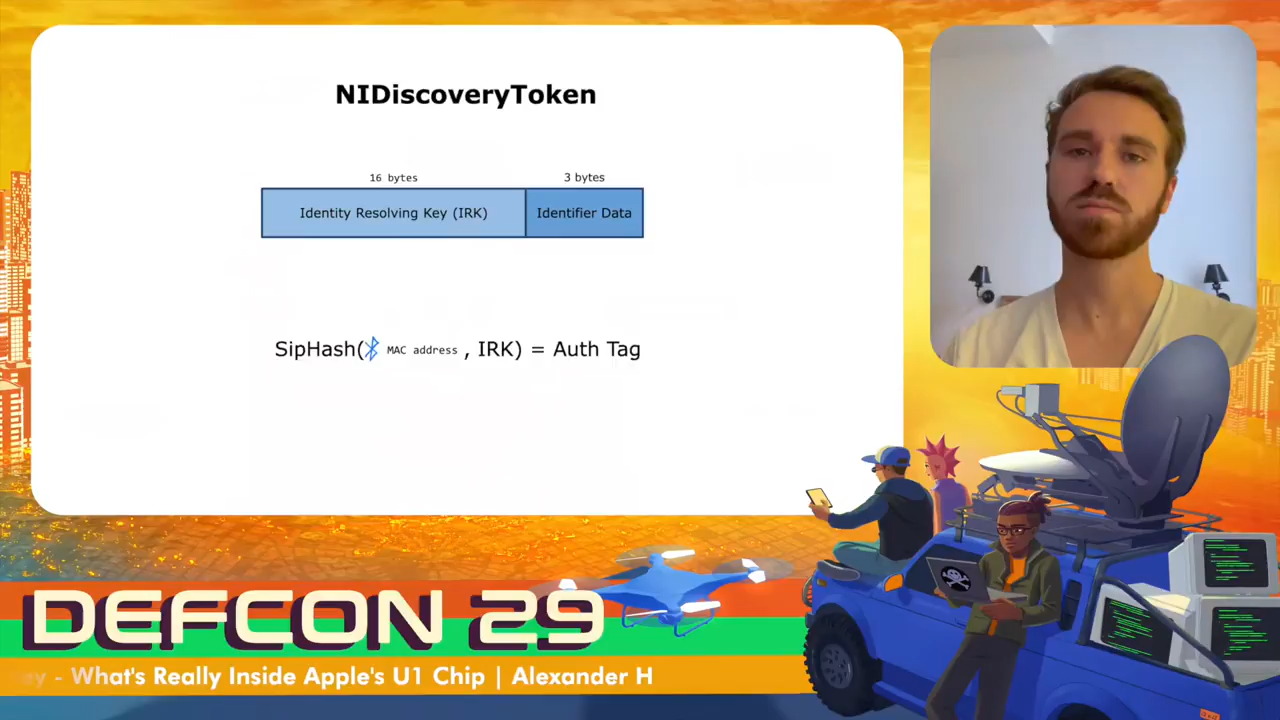 NIDiscoveryToken
16 bytes
3 bytes
Identity Resolving Key (IRK)
Identifier Data
SipHash( MAC address , IRK) = Auth Tag
DEFCON 29
- What's Really Inside Apple's U1 Chip | Alexander H